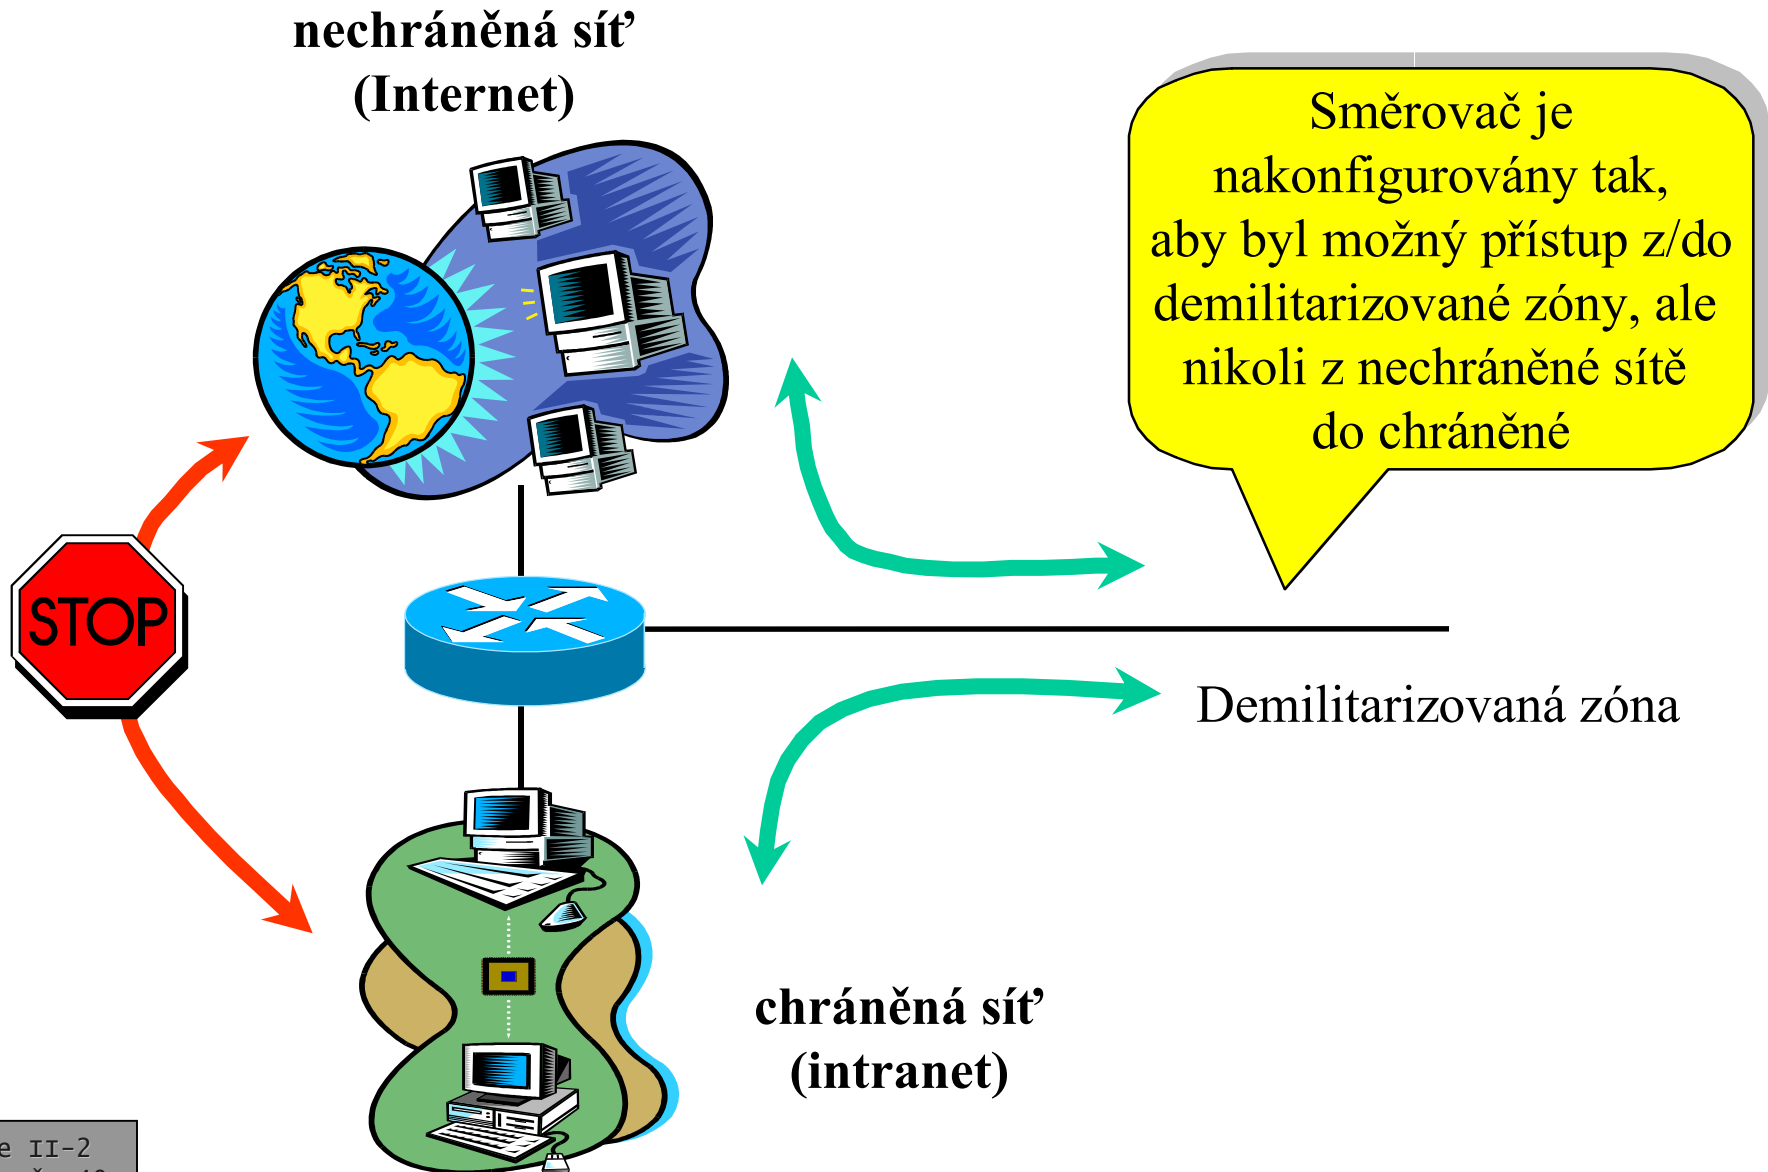 nechráněná síť
(Internet)
Směrovač je
nakonfigurovány tak,
aby byl možný přístup z/do
demilitarizované zóny, ale
nikoli z nechráněné sítě
do chráněné
STOP
Demilitarizovaná zóna
chráněná síť
(intranet)
e II-2